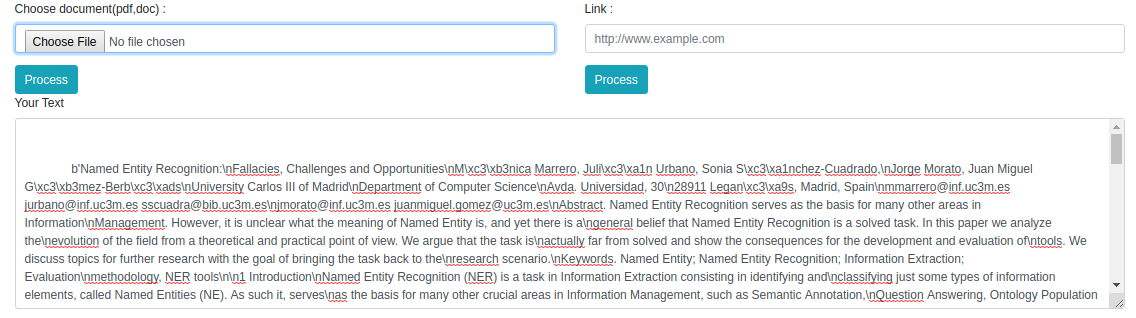 Choose document(pdf,doc) :
Link :
Choose File No file chosen
http://www.example.com
Process
Process
Your Text
b'Named Entity Recognition:\nFallacies, Challenges and Opportunities\nM\xc3\xb3nica Marrero, Juli\xc3\xa1n Urbano, Sonia S\xc3\xa1nchez-Cuadrado,\nJorge Morato, Juan Miguel
G\xc3\xb3mez-Berb\xc3\xads\nUniversity Carlos III of Madrid\nDepartment of Computer Science\nAvda. Universidad, 30\n28911 Legan\xc3\xa9s, Madrid, Spain\nmmarrero@inf.uc3m.es
jurbano@inf.uc3m.es sscuadra@bib.uc3m.es\njmorato@inf.uc3m.es juanmiguel.gomez@uc3m.es\nAbstract. Named Entity Recognition serves as the basis for many other areas in
Information\nManagement. However, it is unclear what the meaning of Named Entity is, and yet there is a\ngeneral belief that Named Entity Recognition is a solved task. In this paper we analyze
the\nevolution of the field from a theoretical and practical point of view. We argue that the task is\nactually far from solved and show the consequences for the development and evaluation of\ntools. We
discuss topics for further research with the goal of bringing the task back to the\nresearch scenario.\nKeywords. Named Entity; Named Entity Recognition; Information Extraction;
Evaluation\nmethodology, NER tools\n\n1 Introduction\nNamed Entity Recognition (NER) is a task in Information Extraction consisting in identifying and\nclassifying just some types of information
elements, called Named Entities (NE). As such it, serves\nas the basis for many other crucial areas in Information Management, such as Semantic Annotation,\nQuestion Answering, Ontology Population